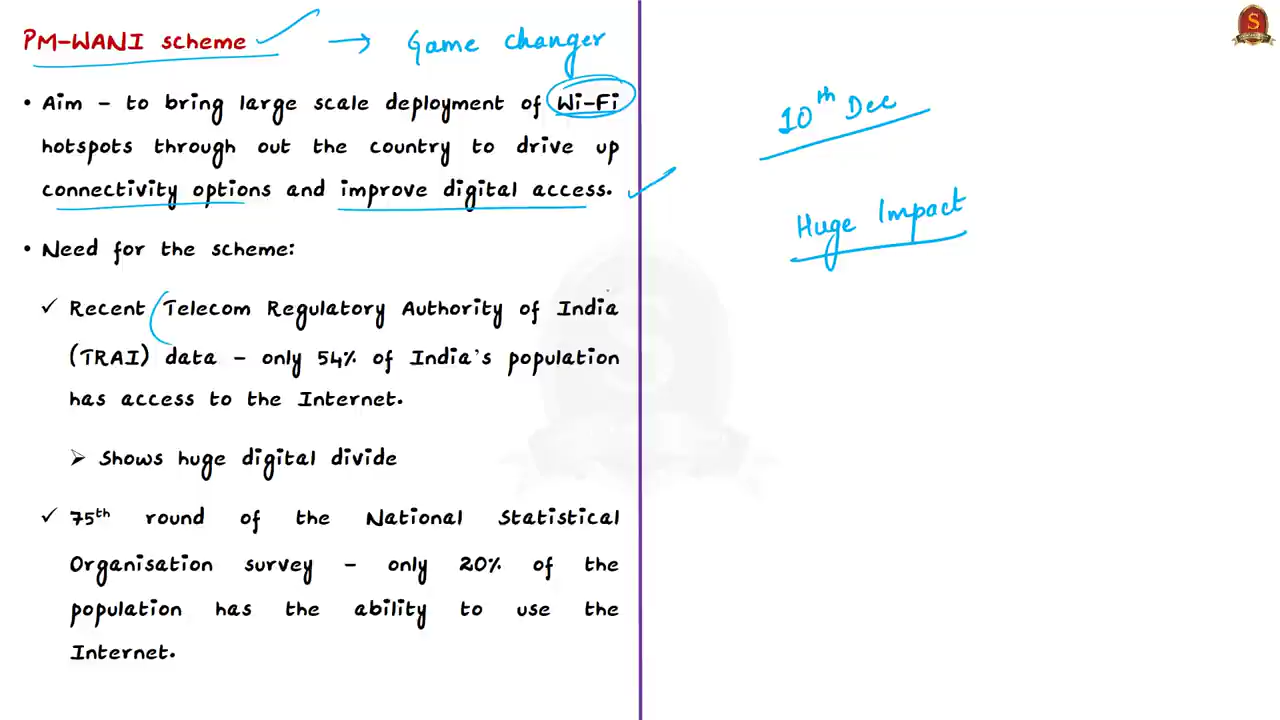 PM-WANI scheme → Game changer
• Aim – to bring large scale deployment of Wi-Fi
hotspots through out the country to drive up
connectivity options and improve digital access.
• Need for the scheme:
✓ Recent Telecom Regulatory Authority of India
(TRAI) data – only 54% of India's population
has access to the Internet.
➢ Shows huge digital divide
✓ 75th round of the National Statistical
Organisation survey – only 20% of the
population has the ability to use the
Internet.
10th Dec
Huge Impact
S